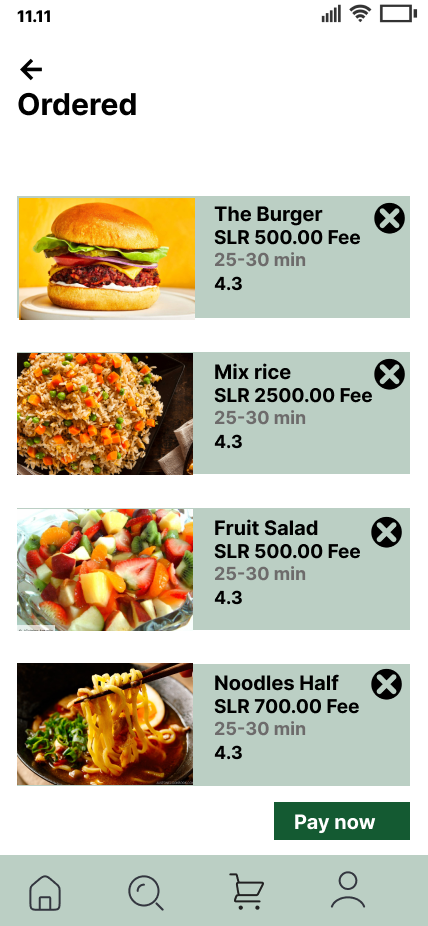 11.11
Ordered
The Burger
SLR 500.00 Fee
25-30 min
4.3
Mix rice
SLR 2500.00 Fee
25-30 min
4.3
Fruit Salad
SLR 500.00 Fee
25-30 min
4.3
Noodles Half
SLR 700.00 Fee
25-30 min
4.3
Pay now